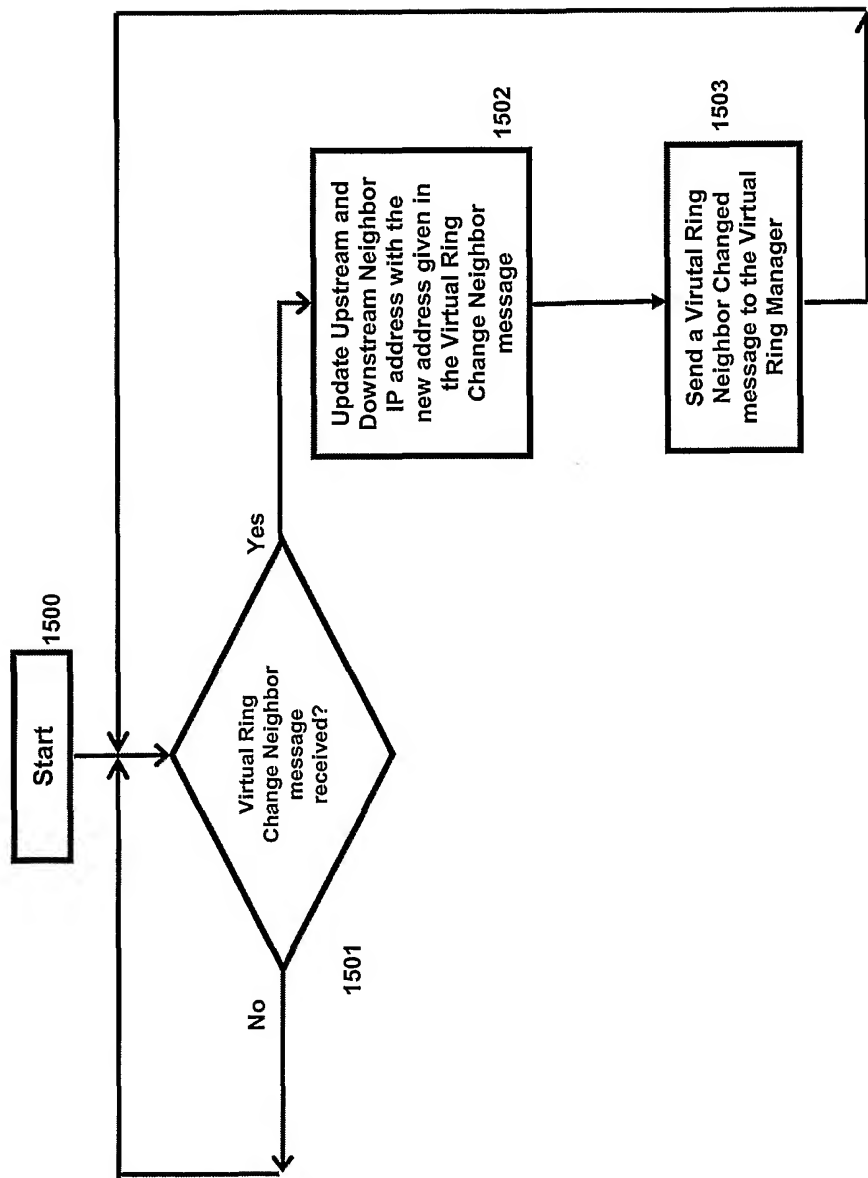 Start
1500
Virtual Ring
Change Neighbor
message
received?
1501
No
Yes
Update Upstream and
Downstream Neighbor
IP address with the
new address given in
the Virtual Ring
Change Neighbor
message
1502
Send a Virutal Ring
Neighbor Changed
message to the Virtual
Ring Manager
1503